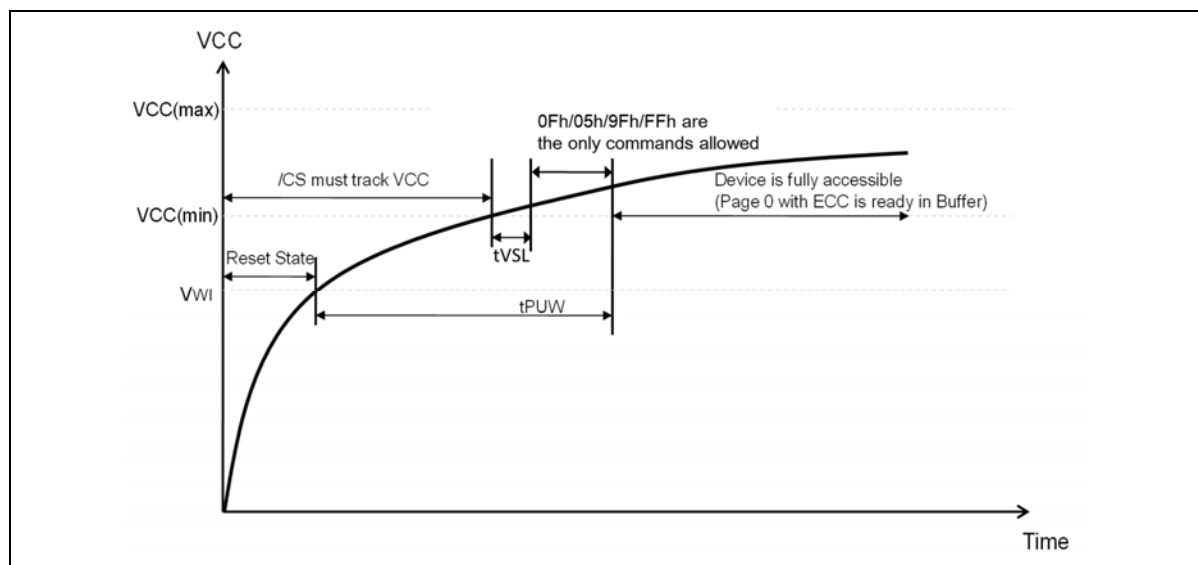 VCC
VCC(max)
0Fh/05h/9Fh/FFh are
the only commands allowed
/CS must track VCC
Device is fully accessible
(Page 0 with ECC is ready in Buffer)
VCC(min)
tVSL
Reset State
VWI
tPUW
Time